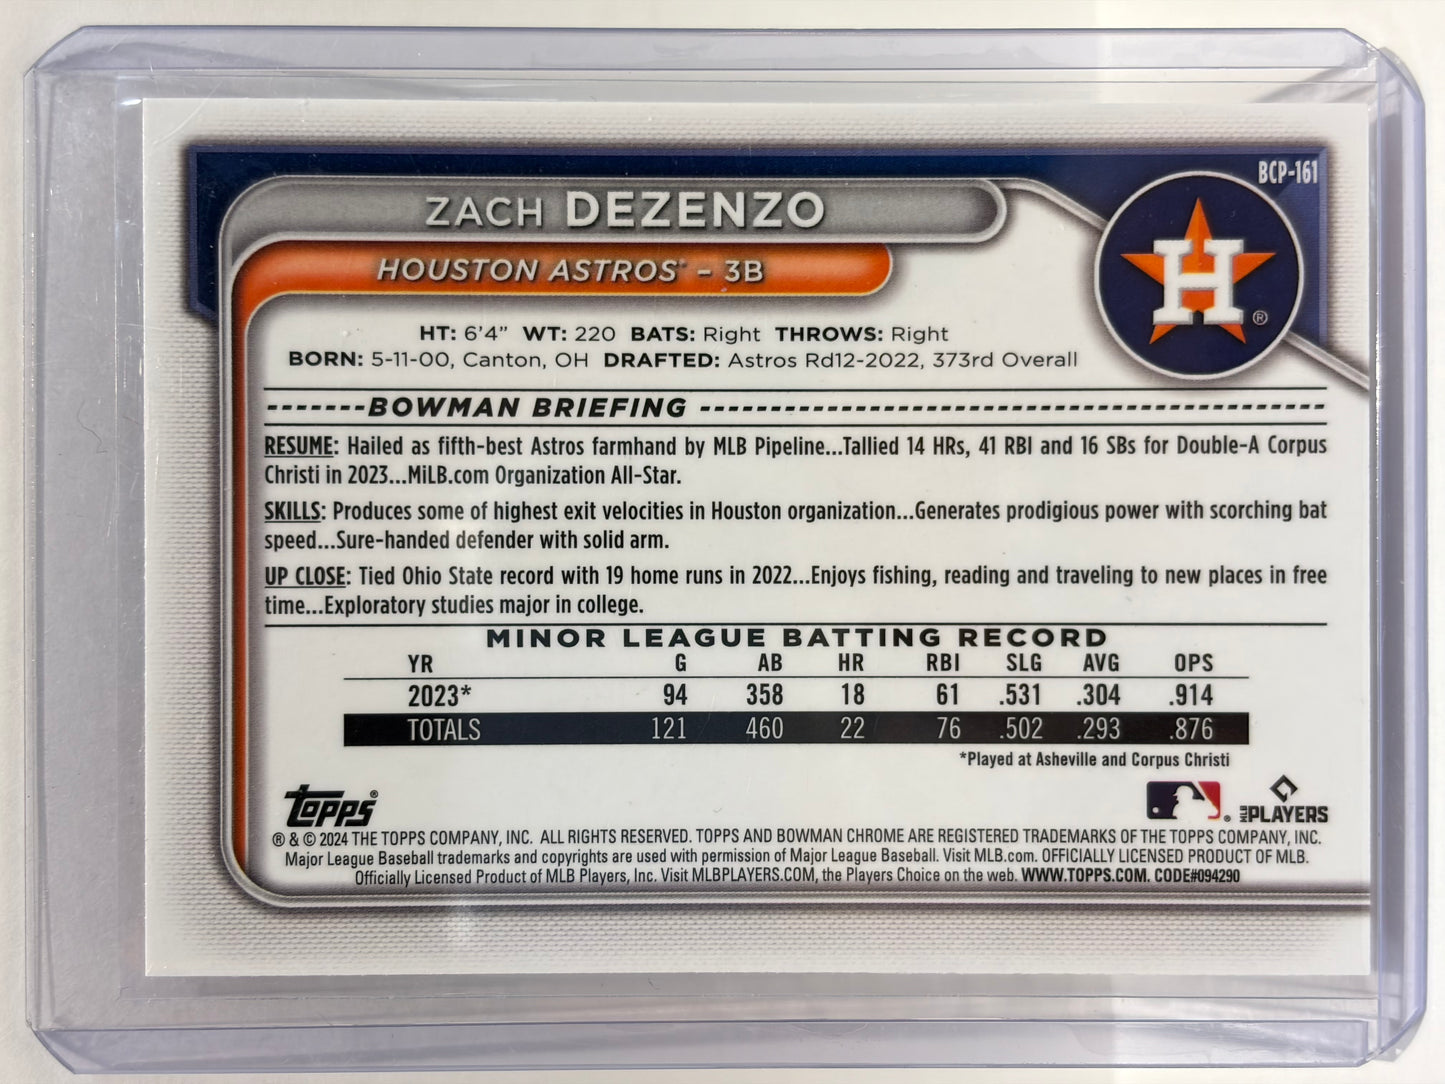 BCP-161
ZACH DEZENZO
HOUSTON ASTROS® – 3B
H ®
HT: 6'4" WT: 220 BATS: Right THROWS: Right
BORN: 5-11-00, Canton, OH DRAFTED: Astros Rd12-2022, 373rd Overall
BOWMAN BRIEFING
RESUME: Hailed as fifth-best Astros farmhand by MLB Pipeline...Tallied 14 HRs, 41 RBI and 16 SBs for Double-A Corpus
Christi in 2023...MiLB.com Organization All-Star.
SKILLS: Produces some of highest exit velocities in Houston organization...Generates prodigious power with scorching bat
speed...Sure-handed defender with solid arm.
UP CLOSE: Tied Ohio State record with 19 home runs in 2022...Enjoys fishing, reading and traveling to new places in free
time...Exploratory studies major in college.
MINOR LEAGUE BATTING RECORD
YR G AB HR RBI SLG AVG OPS
2023* 94 358 18 61 .531 .304 .914
TOTALS 121 460 22 76 .502 .293 .876
*Played at Asheville and Corpus Christi
topps® ® MLB PLAYERS
® & © 2024 THE TOPPS COMPANY, INC. ALL RIGHTS RESERVED. TOPPS AND BOWMAN CHROME ARE REGISTERED TRADEMARKS OF THE TOPPS COMPANY, INC.
Major League Baseball trademarks and copyrights are used with permission of Major League Baseball. Visit MLB.com. OFFICIALLY LICENSED PRODUCT OF MLB.
Officially Licensed Product of MLB Players, Inc. Visit MLBPLAYERS.COM, the Players Choice on the web. WWW.TOPPS.COM. CODE#094290